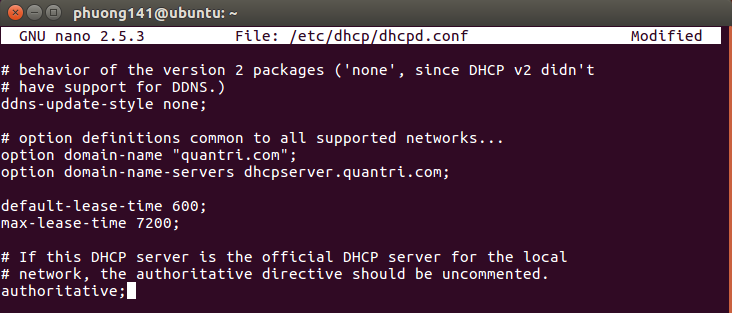 phuong141@ubuntu: ~
GNU nano 2.5.3 File: /etc/dhcp/dhcpd.conf Modified
# behavior of the version 2 packages ('none', since DHCP v2 didn't
# have support for DDNS.)
ddns-update-style none;
# option definitions common to all supported networks...
option domain-name "quantri.com";
option domain-name-servers dhcpserver.quantri.com;
default-lease-time 600;
max-lease-time 7200;
# If this DHCP server is the official DHCP server for the local
# network, the authoritative directive should be uncommented.
authoritative;